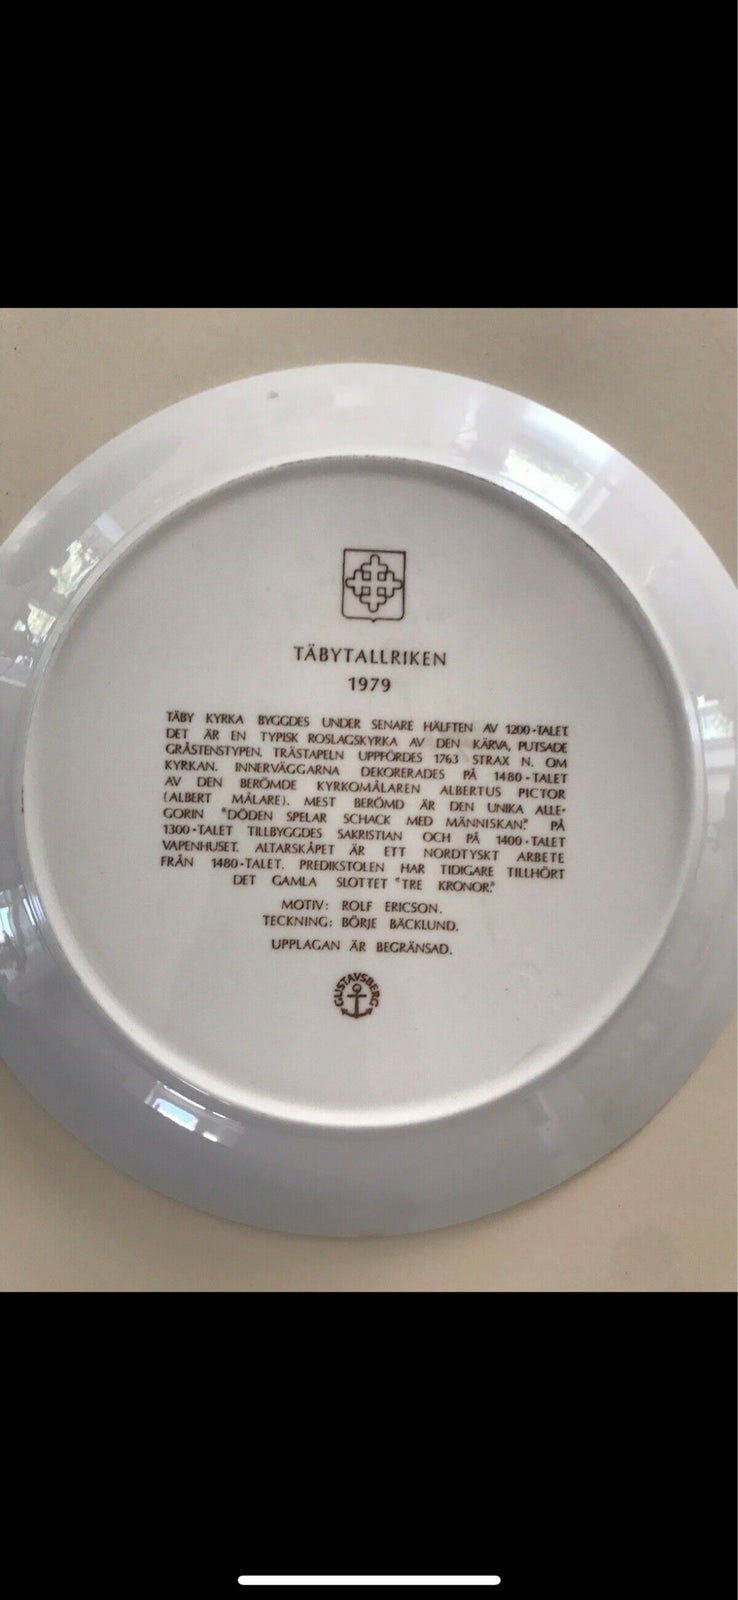 TÄBYTALLRIKEN
1979
TÄBY KYRKA BYGGDES UNDER SENARE HÄLFTEN AV 1200-TALET.
DET ÄR EN TYPISK ROSLAGSKYRKA AV DEN KÄRVA, PUTSADE
GRÅSTENSTYPEN. TRÄSTAPELN UPPFÖRDES 1763 STRAX N. OM
KYRKAN. INNERVÄGGARNA DEKORERADES PÅ 1480-TALET
AV DEN BERÖMDE KYRKOMÅLAREN ALBERTUS PICTOR
(ALBERT MÅLARE). MEST BERÖMD ÄR DEN UNIKA ALLE-
GORIN "DÖDEN SPELAR SCHACK MED MÄNNISKAN." PÅ
1300-TALET TILLBYGGDES SAKRISTIAN OCH PÅ 1400-TALET
VAPENHUSET. ALTARSKÅPET ÄR ETT NORDTYSKT ARBETE
FRÅN 1480-TALET. PREDIKSTOLEN HAR TIDIGARE TILLHÖRT
DET GAMLA SLOTTET "TRE KRONOR."
MOTIV: ROLF ERICSON.
TECKNING: BÖRJE BÄCKLUND.
UPPLAGAN ÄR BEGRÄNSAD.
GUSTAVSBERG